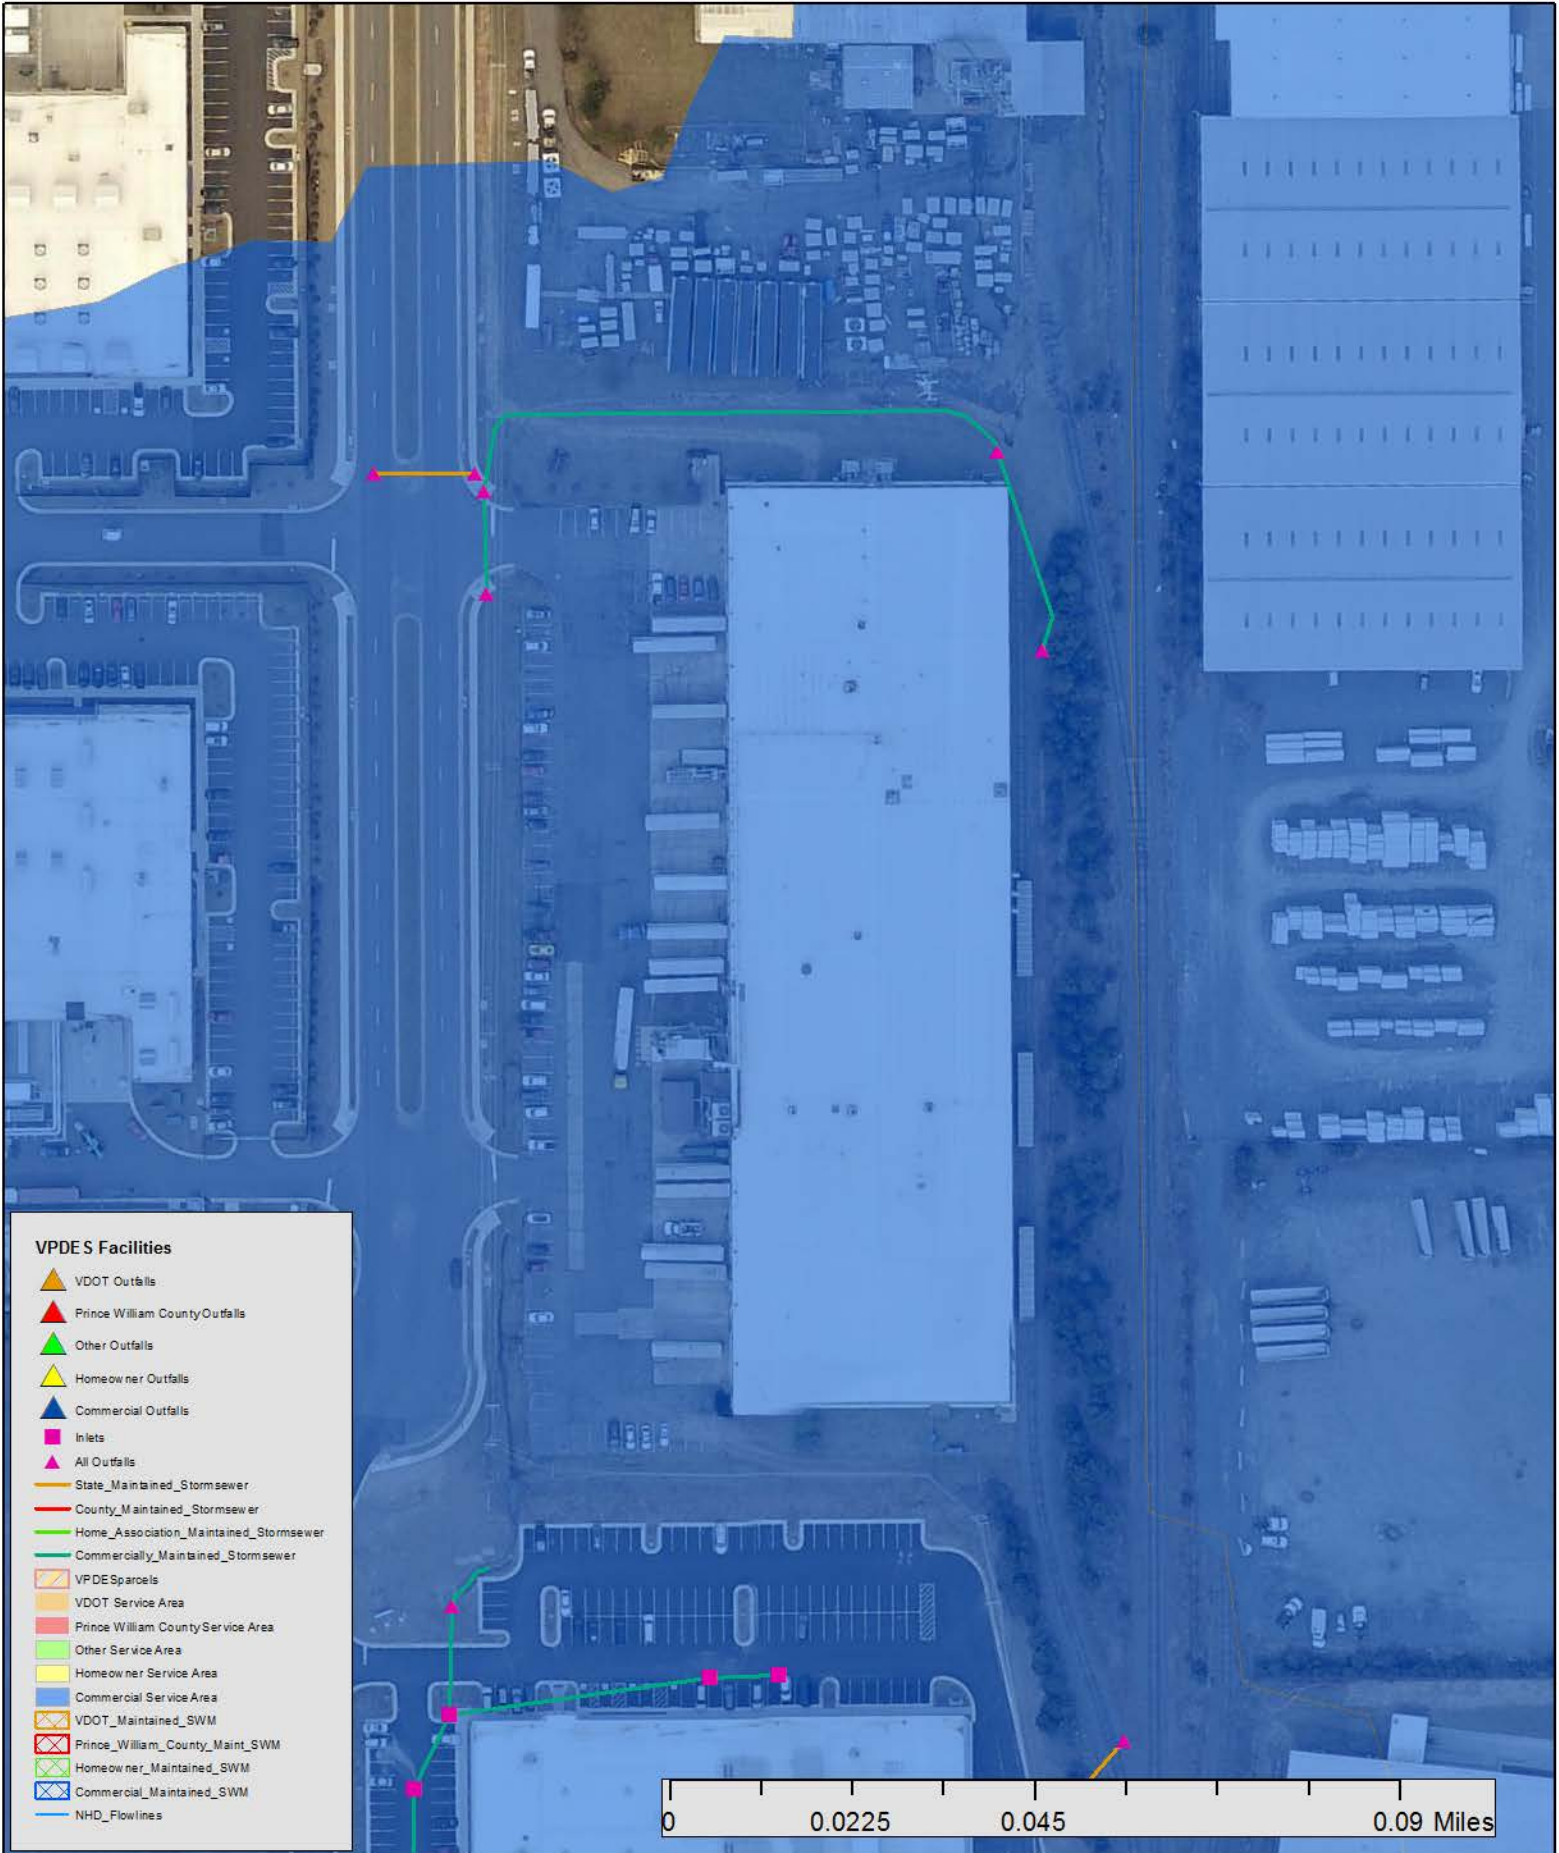 VPDES Facilities
VDOT Outfalls
Prince William County Outfalls
Other Outfalls
Homeowner Outfalls
Commercial Outfalls
Inlets
All Outfalls
State_Maintained_Stormsewer
County_Maintained_Stormsewer
Home_Association_Maintained_Stormsewer
Commercially_Maintained_Stormsewer
VPDESparcels
VDOT Service Area
Prince William County Service Area
Other Service Area
Homeowner Service Area
Commercial Service Area
VDOT_Maintained_SWM
Prince_William_County_Maint_SWM
Homeowner_Maintained_SWM
Commercial_Maintained_SWM
NHD_Flowlines
0 0.0225 0.045 0.09 Miles